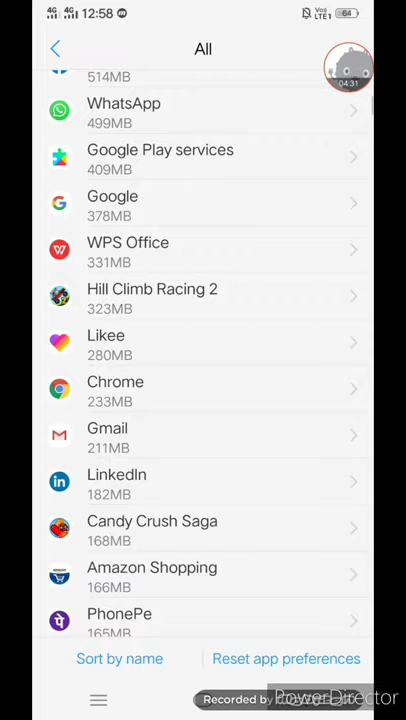 4G 4G 12:58 Vo) LTE1 64
All
04:31
514MB
WhatsApp
499MB
Google Play services
409MB
Google
378MB
WPS Office
331MB
Hill Climb Racing 2
323MB
Likee
280MB
Chrome
233MB
Gmail
211MB
LinkedIn
182MB
Candy Crush Saga
168MB
Amazon Shopping
166MB
PhonePe
165MB
Sort by name Reset app preferences
Recorded by
PowerDirector